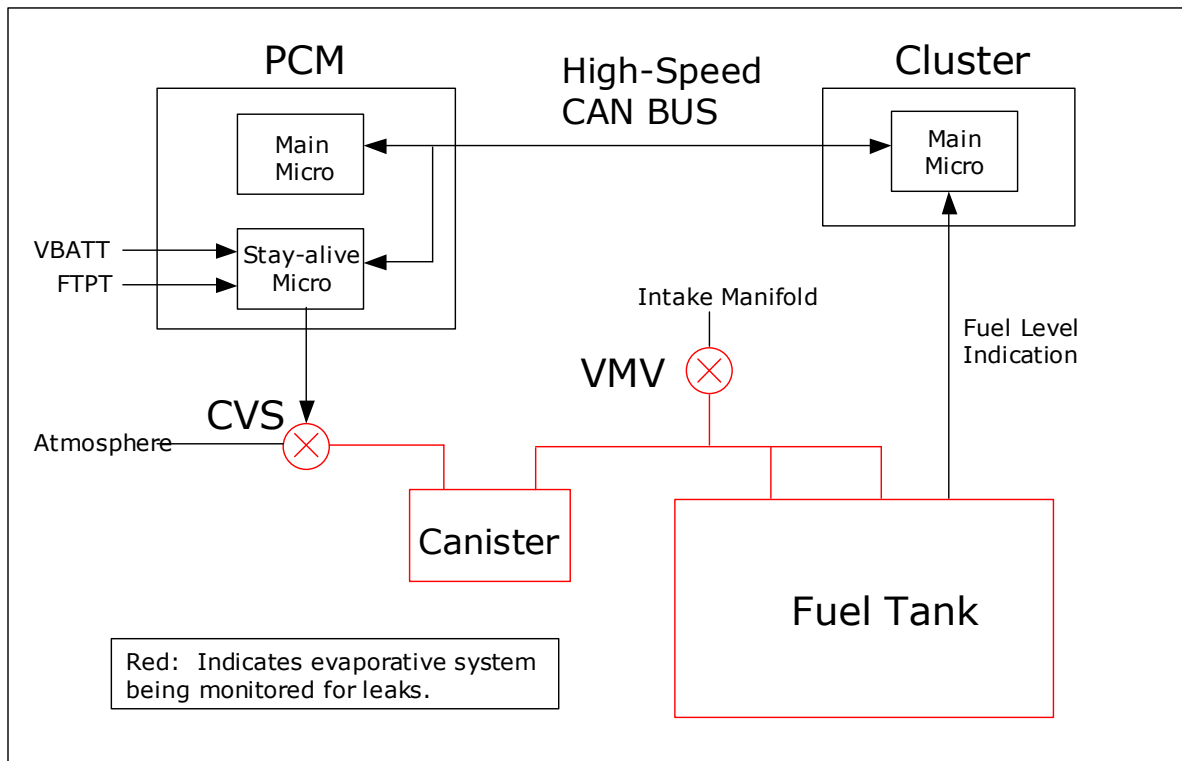 PCM
High-Speed
CAN BUS
Cluster
Main
Micro
Main
Micro
VBATT
FTPT
Stay-alive
Micro
Intake Manifold
Fuel Level
Indication
VMV
CVS
Atmosphere
Canister
Fuel Tank
Red:  Indicates evaporative system
being monitored for leaks.